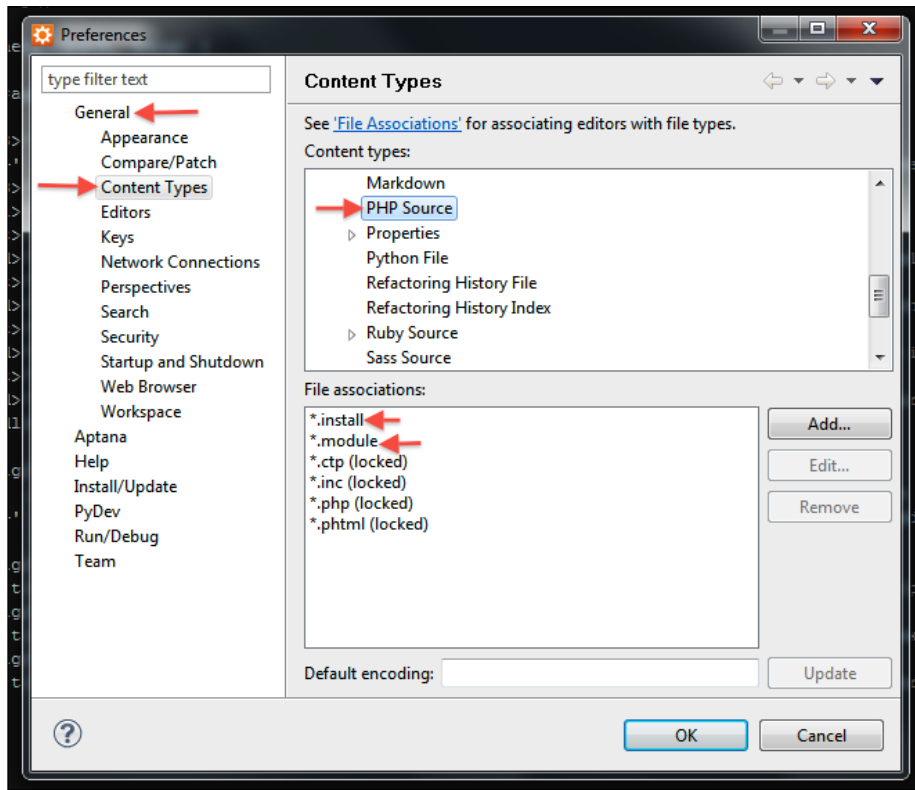 Preferences
type filter text
General
Appearance
Compare/Patch
Content Types
Editors
Keys
Network Connections
Perspectives
Search
Security
Startup and Shutdown
Web Browser
Workspace
Aptana
Help
Install/Update
PyDev
Run/Debug
Team
Content Types
See 'File Associations' for associating editors with file types.
Content types:
Markdown
PHP Source
Properties
Python File
Refactoring History File
Refactoring History Index
Ruby Source
Sass Source
File associations:
*.install
*.module
*.ctp (locked)
*.inc (locked)
*.php (locked)
*.phtml (locked)
Add...
Edit...
Remove
Default encoding:
Update
?
OK
Cancel